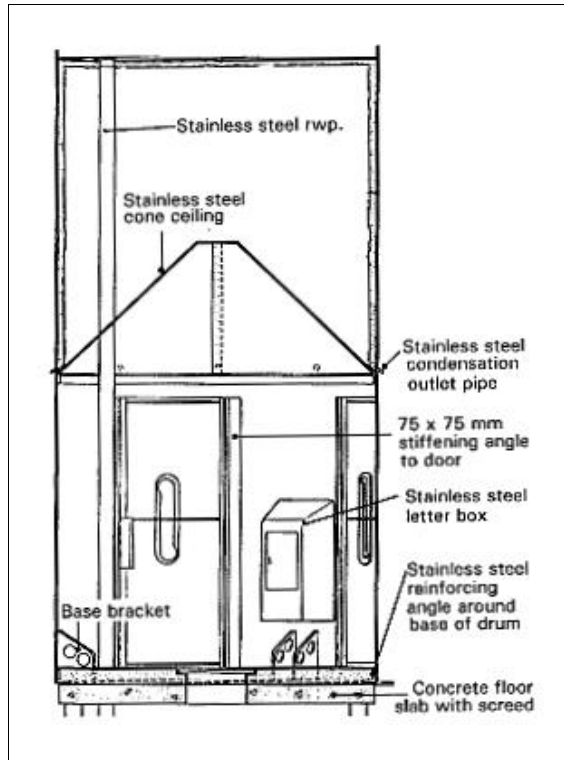 Stainless steel rwp.
Stainless steel
cone ceiling
Stainless steel
condensation
outlet pipe
75 x 75 mm
stiffening angle
to door
Stainless steel
letter box
Stainless steel
reinforcing
angle around
base of drum
Base bracket
Concrete floor
slab with screed